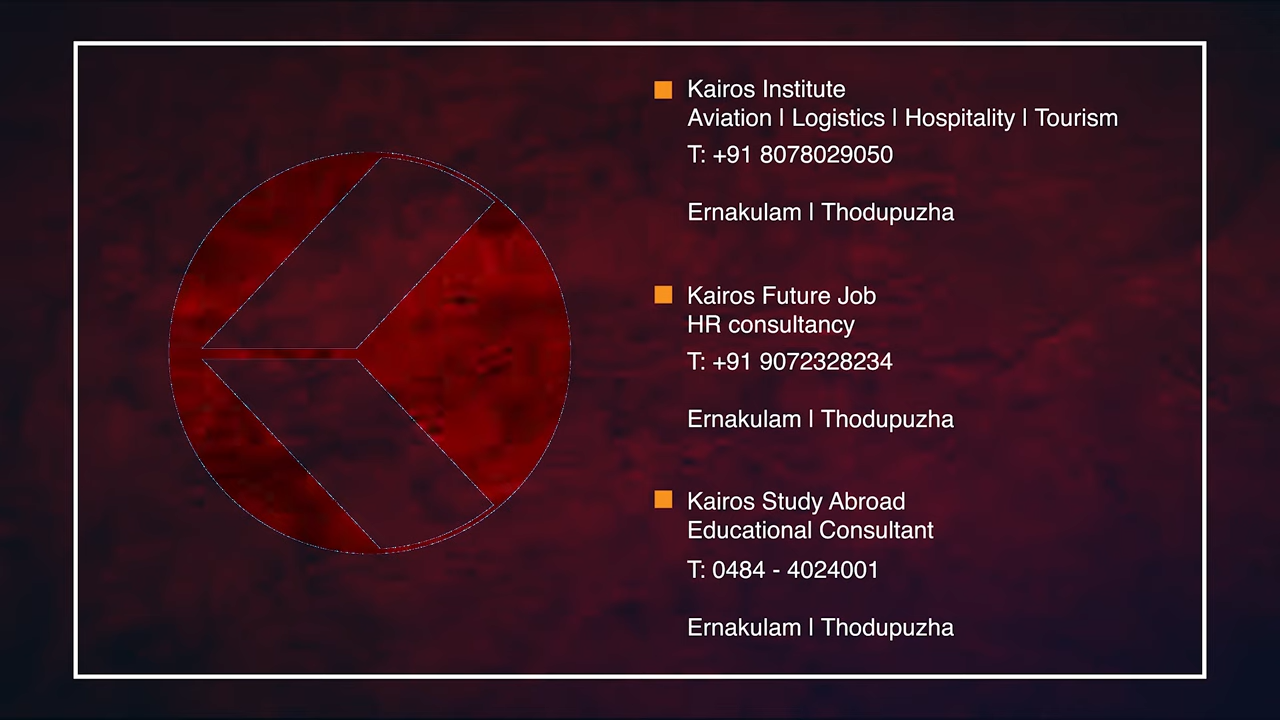 Kairos Institute
Aviation | Logistics | Hospitality | Tourism
T: +91 8078029050
Ernakulam | Thodupuzha
Kairos Future Job
HR consultancy
T: +91 9072328234
Ernakulam | Thodupuzha
Kairos Study Abroad
Educational Consultant
T: 0484 - 4024001
Ernakulam | Thodupuzha